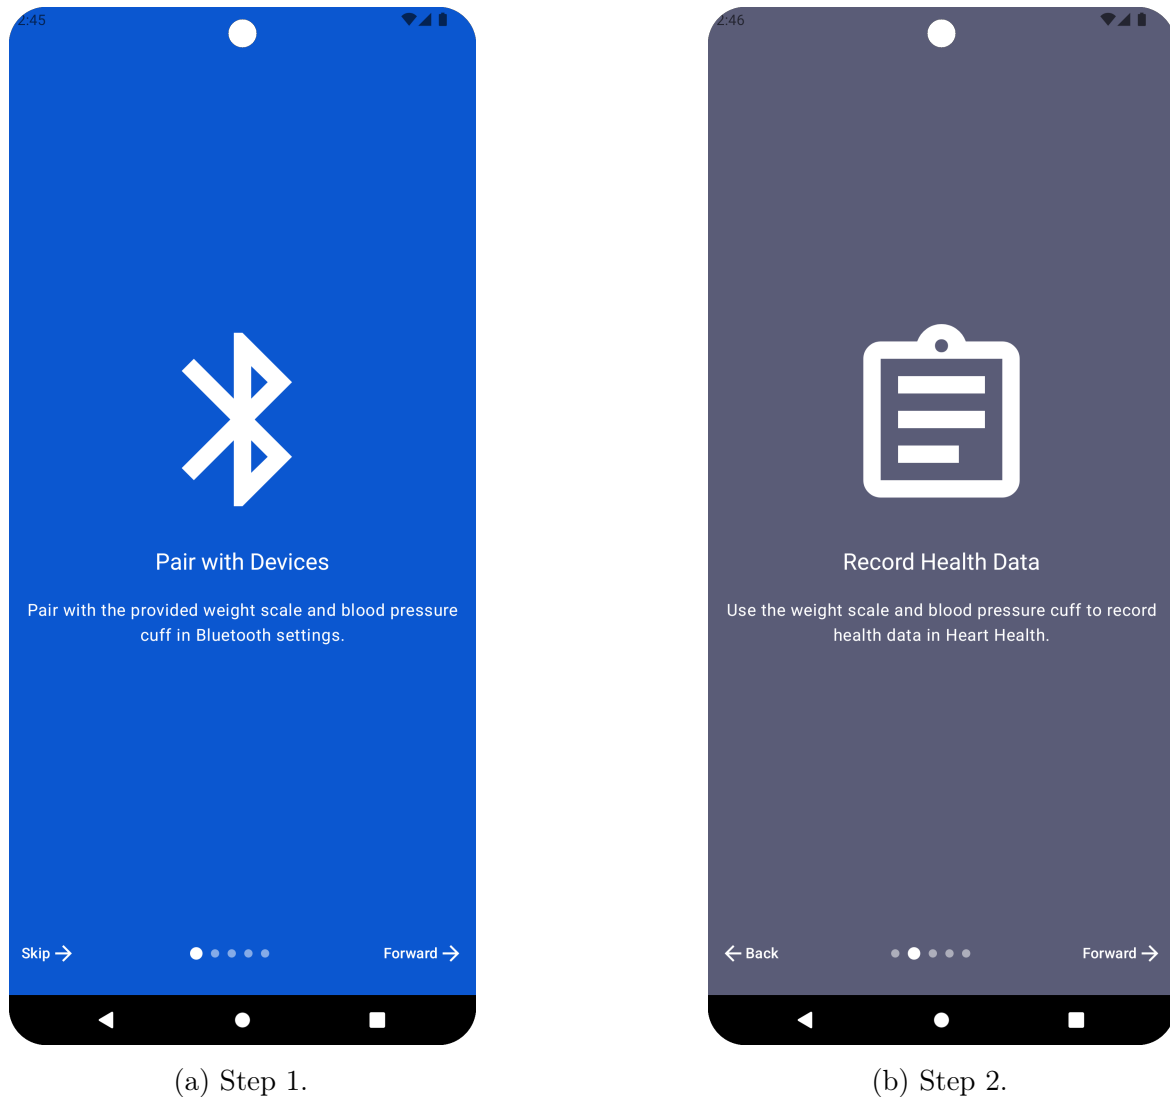 2:45
Pair with Devices
Pair with the provided weight scale and blood pressure
cuff in Bluetooth settings.
Skip
Forward
(a) Step 1.
2:46
Record Health Data
Use the weight scale and blood pressure cuff to record
health data in Heart Health.
Back
Forward
(b) Step 2.